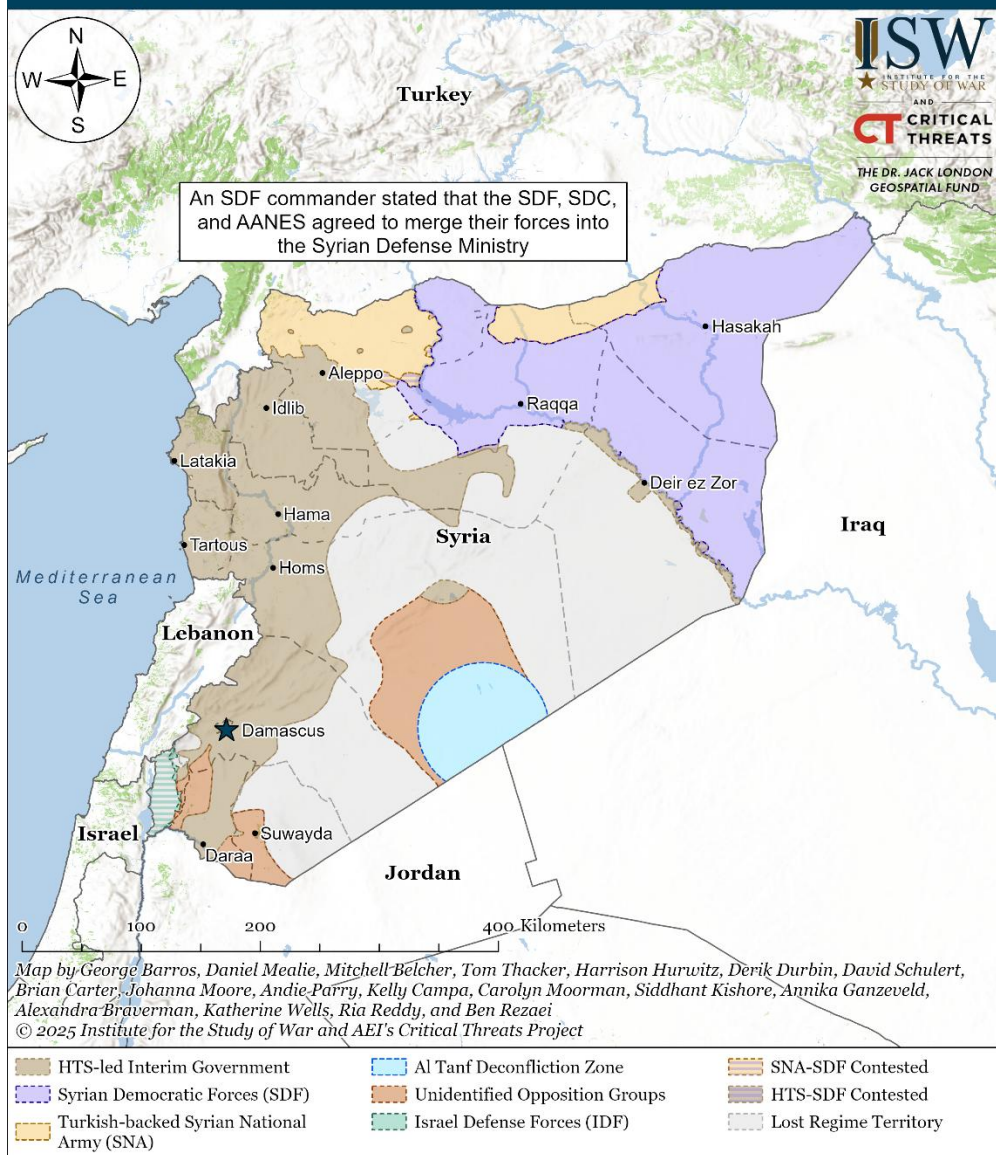 N
W E
S
ISW
INSTITUTE FOR THE
STUDY OF WAR
AND
CT CRITICAL
THREATS
THE DR. JACK LONDON
GEOSPATIAL FUND
Turkey
An SDF commander stated that the SDF, SDC,
and AANES agreed to merge their forces into
the Syrian Defense Ministry
Hasakah
Aleppo
Raqqa
Idlib
Latakia
Deir ez Zor
Hama
Syria
Iraq
Tartous
Homs
Mediterranean
Sea
Lebanon
Damascus
Israel
Suwayda
Daraa
Jordan
0 100 200 400 Kilometers
Map by George Barros, Daniel Mealie, Mitchell Belcher, Tom Thacker, Harrison Hurwitz, Derik Durbin, David Schulert,
Brian Carter, Johanna Moore, Andie Parry, Kelly Campa, Carolyn Moorman, Siddhant Kishore, Annika Ganzeveld,
Alexandra Braverman, Katherine Wells, Ria Reddy, and Ben Rezaei
© 2025 Institute for the Study of War and AEI's Critical Threats Project
HTS-led Interim Government
Syrian Democratic Forces (SDF)
Turkish-backed Syrian National
Army (SNA)
Al Tanf Deconfliction Zone
Unidentified Opposition Groups
Israel Defense Forces (IDF)
SNA-SDF Contested
HTS-SDF Contested
Lost Regime Territory